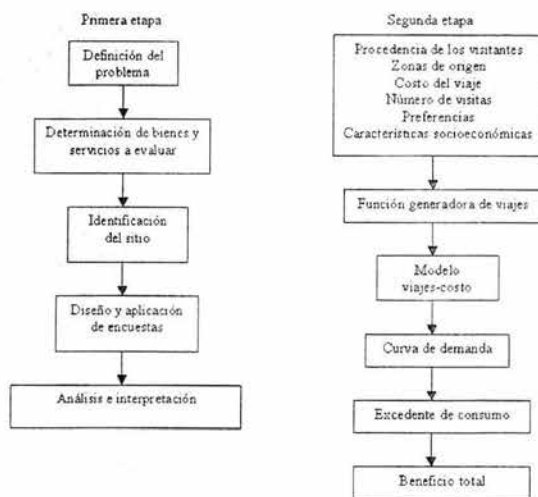 Primera etapa
Definición del
problema
Determinación de bienes y
servicios a evaluar
Identificación
del sitio
Diseño y aplicación
de encuestas
Análisis e interpretación
Segunda etapa
Procedencia de los visitantes
Zonas de origen
Costo del viaje
Número de visitas
Preferencias
Características socioeconómicas
Función generadora de viajes
Modelo
viajes-costo
Curva de demanda
Excedente de consumo
Beneficio total